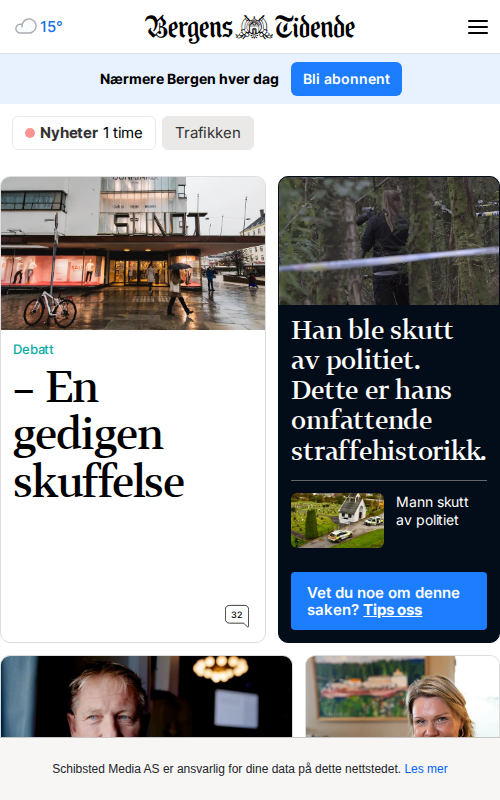 15°
Bergens Tidende
Nærmere Bergen hver dag
Bli abonnent
Nyheter 1 time
Trafikken
SUNDT
Debatt
– En
gedigen
skuffelse
32
Han ble skutt
av politiet.
Dette er hans
omfattende
straffehistorikk.
Mann skutt
av politiet
Vet du noe om denne
saken? Tips oss
Schibsted Media AS er ansvarlig for dine data på dette nettstedet. Les mer